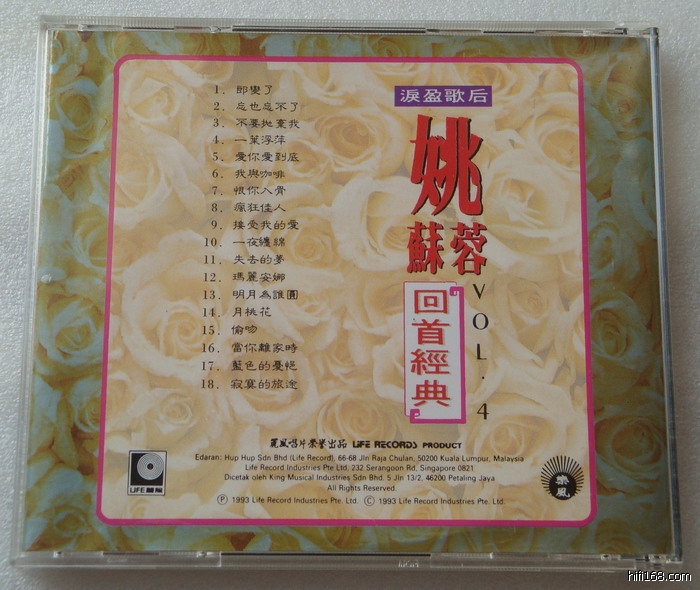 1. 郎變了
2. 忘也忘不了
3. 不要拋棄我
4. 一葉浮萍
5. 愛你愛到底
6. 我與咖啡
7. 恨你入骨
8. 瘋狂佳人
9. 接受我的愛
10. 一夜纏綿
11. 失去的夢
12. 瑪麗安娜
13. 明月為誰圓
14. 月桃花
15. 偷吻
16. 當你離家時
17. 藍色的憂悒
18. 寂寞的旅途
淚盈歌后
姚
蘇蓉
回首經典
VOL.4
麗風唱片榮譽出品 LIFE RECORDS PRODUCT
Edaran: Hup Hup Sdn Bhd (Life Record), 66-68 Jln Raja Chulan, 50200 Kuala Lumpur, Malaysia
Life Record Industries Pte Ltd. 232 Serangoon Rd, Singapore 0821
Dicetak oleh King Musical Industries Sdn Bhd. 5 Jln 13/2, 46200 Petaling Jaya
All Rights Reserved.
Ⓟ 1993 Life Record Industries Pte. Ltd. Ⓒ 1993 Life Record Industries Pte. Ltd.
LIFE 麗風
hifi168.com